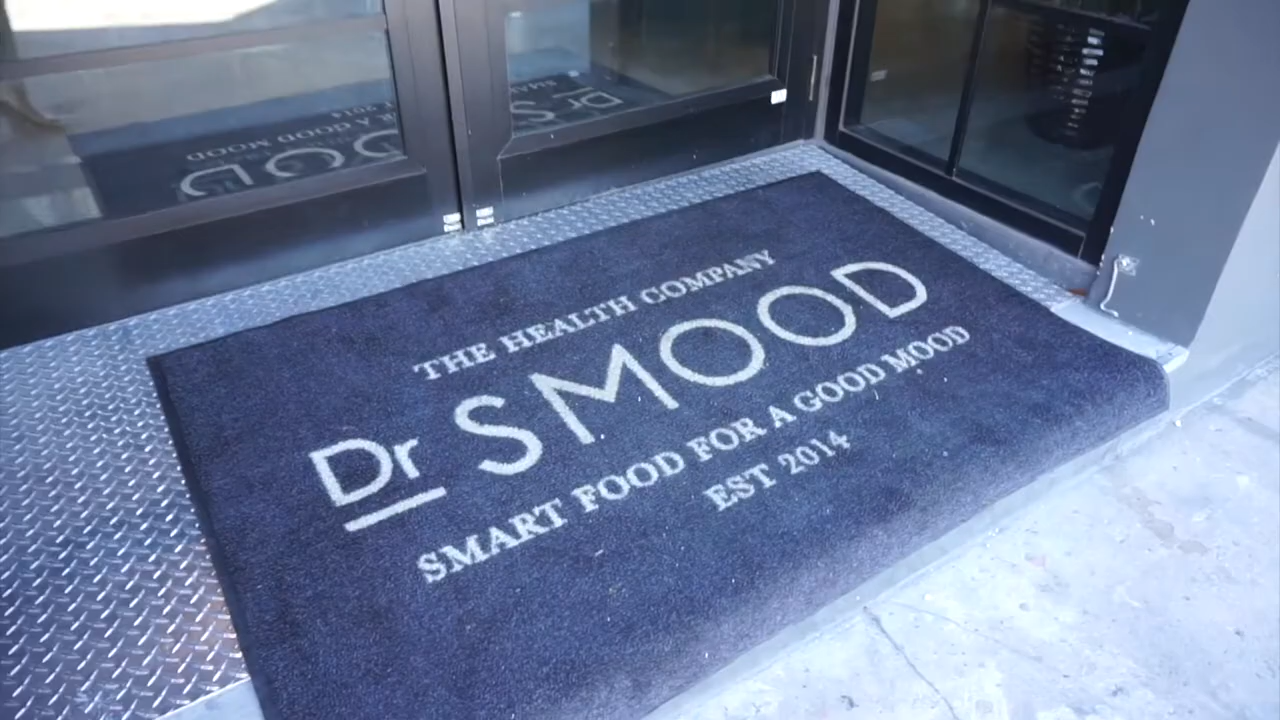 THE HEALTH COMPANY
Dr SMOOD
SMART FOOD FOR A GOOD MOOD
EST 2014